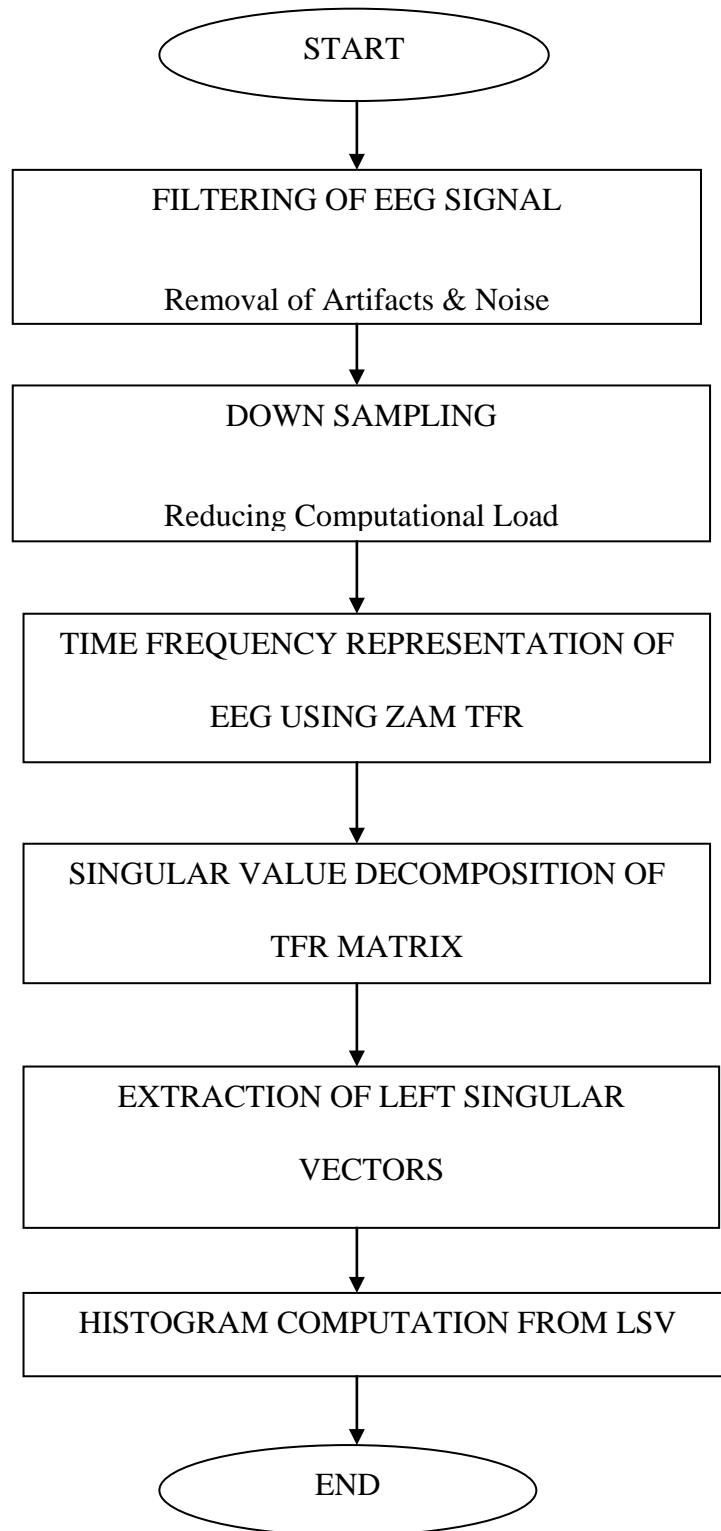 START
FILTERING OF EEG SIGNAL
Removal of Artifacts & Noise
DOWN SAMPLING
Reducing Computational Load
TIME FREQUENCY REPRESENTATION OF
EEG USING ZAM TFR
SINGULAR VALUE DECOMPOSITION OF
TFR MATRIX
EXTRACTION OF LEFT SINGULAR
VECTORS
HISTOGRAM COMPUTATION FROM LSV
END